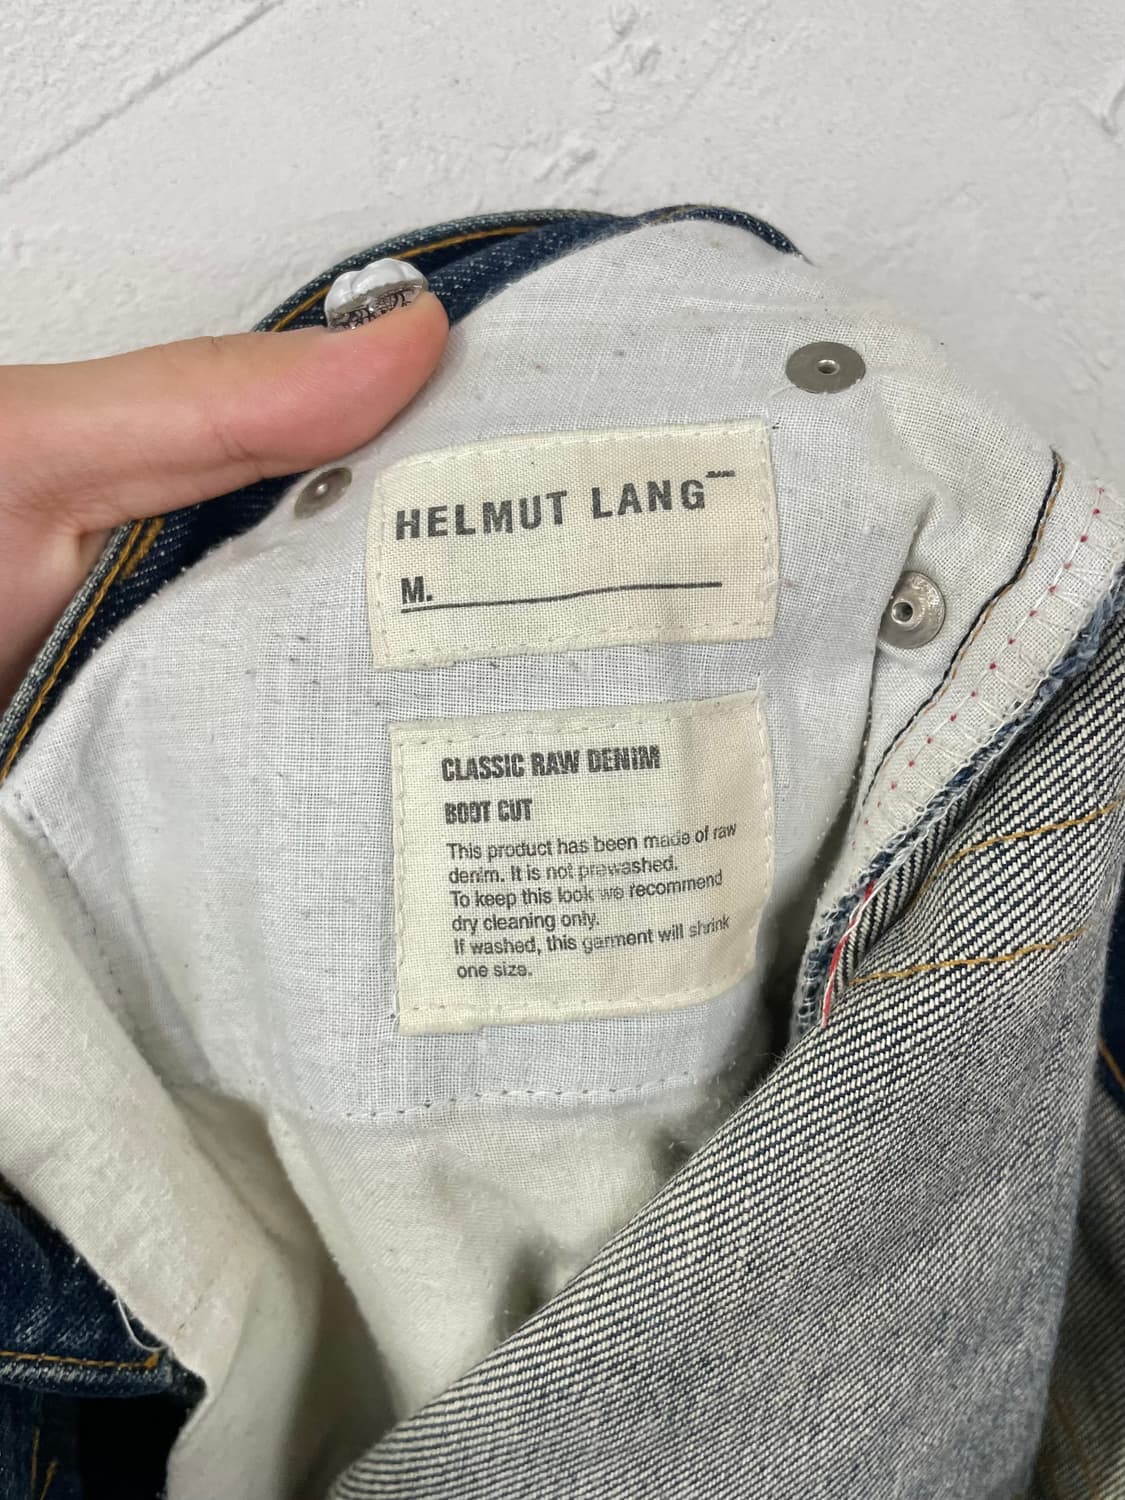 HELMUT LANG JEANS
M.
CLASSIC RAW DENIM
BOOT CUT
This product has been made of raw
denim. It is not prewashed.
To keep this look we recommend
dry cleaning only.
If washed, this garment will shrink
one size.